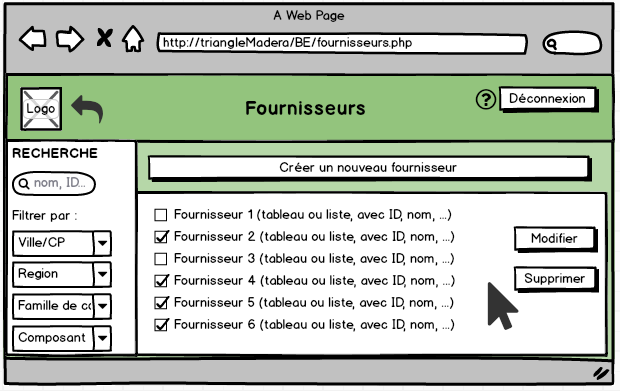 A Web Page
http://triangleMadera/BE/fournisseurs.php
Logo
Fournisseurs
?
Déconnexion
RECHERCHE
nom, ID...
Filtrer par :
Ville/CP
Region
Famille de
Composant
Créer un nouveau fournisseur
Fournisseur 1 (tableau ou liste, avec ID, nom, ...)
Fournisseur 2 (tableau ou liste, avec ID, nom, ...)
Fournisseur 3 (tableau ou liste, avec ID, nom, ...)
Fournisseur 4 (tableau ou liste, avec ID, nom, ...)
Fournisseur 5 (tableau ou liste, avec ID, nom, ...)
Fournisseur 6 (tableau ou liste, avec ID, nom, ...)
Modifier
Supprimer